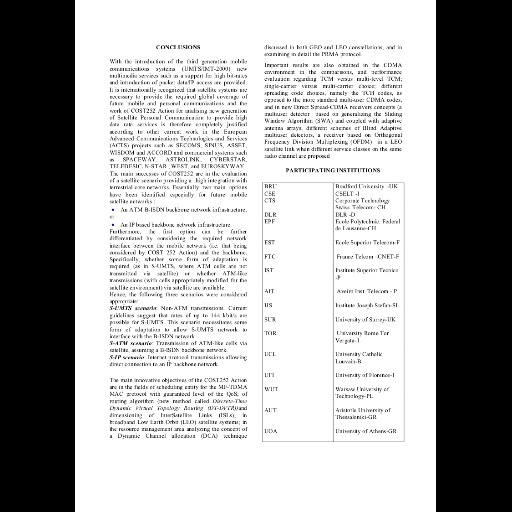 CONCLUSIONS
With the introduction of the third generation mobile
communications systems (UMTS/IMT-2000) new
multimedia services such as a support for high bit-rates
and introduction of packet data/IP access are provided.
It is internationally recognized that satellite systems are
necessary to provide the required global coverage of
future mobile and personal communications and the
work of COST252 Action for analising new generation
of Satellite Personal Communication to provide high
data rate services is therefore completely justified
according to other current work in the European
Advanced Communications Technologies and Services
(ACTS) projects such as SECOMS, SINUS, ASSET,
WISDOM and ACCORD and commercial systems such
as SPACEWAY, ASTROLINK, CYBERSTAR,
TELEDESIC, N-STAR, WEST, and EUROSKYWAY.
The main successes of COST252 are in the evaluation
of a satellite scenario providing a high integration with
terrestrial core networks. Essentially two main options
have been identified especially for future mobile
satellite networks :
• An ATM B-ISDN backbone network infrastructure,
or
• An IP based backbone network infrastructure.
Furthermore, the first option can be further
differentiated by considering the required network
interface between the mobile network (i.e. that being
considered by COST 252 Action) and the backbone.
Specifically, whether some form of adaptation is
required (as in S-UMTS, where ATM cells are not
transmitted via satellite) or whether ATM-like
transmissions (with cells appropriately modified for the
satellite environment) via satellite are available.
Hence, the following three scenarios were considered
appropriate:
S-UMTS scenario: Non-ATM transmissions. Current
guidelines suggest that rates of up to 144 kbit/s are
possible for S-UMTS. This scenario necessitates some
form of adaptation to allow S-UMTS network to
interface with the B-ISDN network.
S-ATM scenario: Transmission of ATM-like cells via
satellite, assuming a B-ISDN backbone network.
S-IP scenario: Internet protocol transmissions allowing
direct connection to an IP backbone network.
The main innovative objectives of the COST252 Action
are in the fields of scheduling entity for the MF-TDMA
MAC protocol with guaranteed level of the QoS; of
routing algorithm (new method called Discrete-Time
Dynamic Virtual Topology Routing (DT-DVTR))and
dimensioning of InterSatellite Links (ISLs), in
broadband Low Earth Orbit (LEO) satellite systems; in
the resource management area analyzing the concept of
a Dynamic Channel allocation (DCA) technique
discussed in both GEO and LEO constellations, and in
examining in detail the PRMA protocol.
Important results are also obtained in the CDMA
environment in the comparisons, and performance
evaluation regarding TCM versus multi-level TCM;
single-carrier versus multi-carrier choice; different
spreading code choices, namely the TCH codes, as
opposed to the more standard multi-user CDMA codes,
and in new Direct Spread-CDMA receiver concepts (a
multiuser detector based on generalizing the Sliding
Window Algorithm (SWA) and coupled with adaptive
antenna arrays, different schemes of Blind Adaptive
multiuser detectors, a receiver based on Orthogonal
Frequency Division Multiplexing (OFDM) in a LEO
satellite link when different service classes on the same
radio channel are proposed
PARTICIPATING INSTITUTIONS
BRU Bradford University -UK
CSE CSELT -I
CTS Corporate Technology
Swiss Telecom- CH
DLR DLR -D
EPF Ecole Polytechnic. Federal
de Lausanne-CH
EST Ecole Superior Telecom-F
FTC France Telcom -CNET-F
IST Instituto Superior Tecnico
-P
AIT Aveiro Inst. Telecom.- P
IJS Institute Joseph Stefan-SI
SUR University of Surrey-UK
TOR University Rome Tor
Vergata-I
UCL University Catholic
Louvain-B
UFI University of Florence-I
WUT Warsaw University of
Technology-PL
AUT Aristotle University of
Thessaloniki-GR
UOA University of Athens-GR